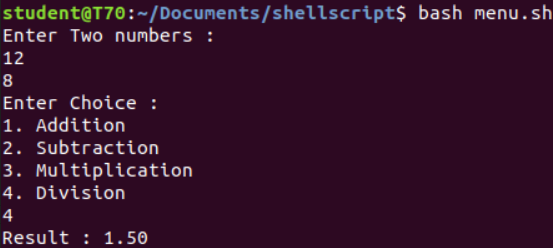 student@T70:~/Documents/shellscript$ bash menu.sh
Enter Two numbers :
12
8
Enter Choice :
1. Addition
2. Subtraction
3. Multiplication
4. Division
4
Result : 1.50